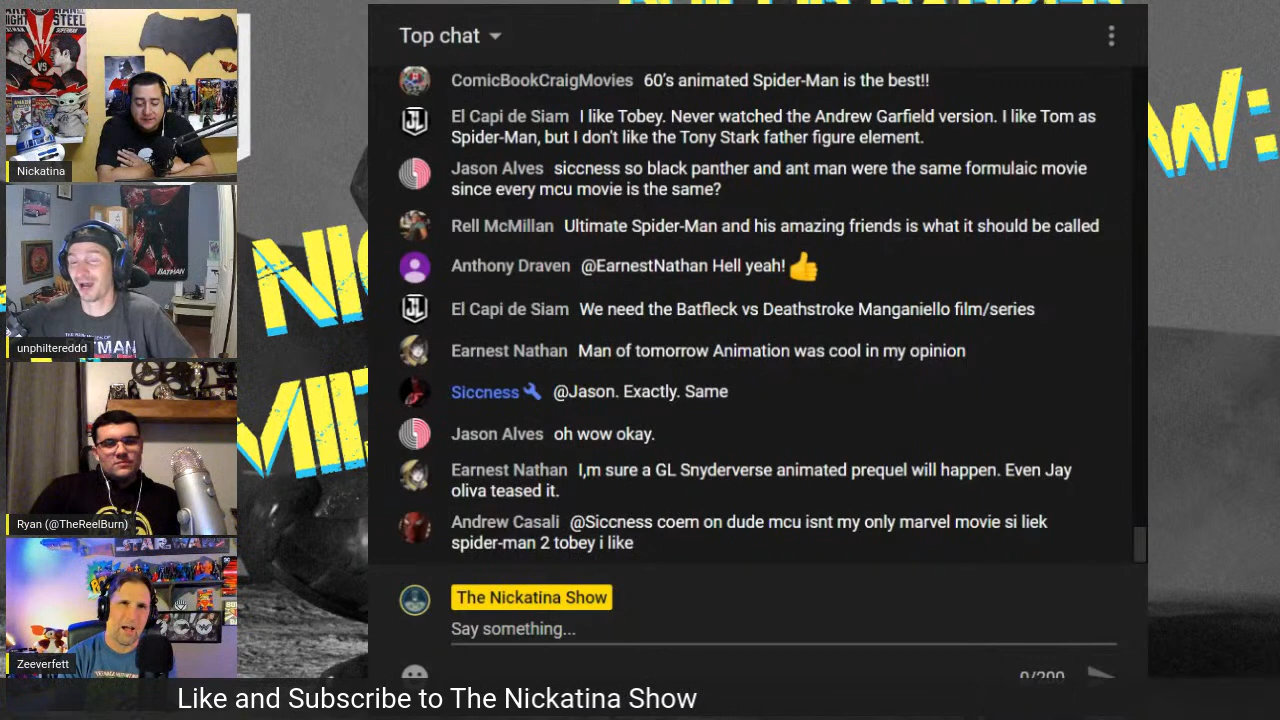 Top chat
ComicBookCraigMovies 60's animated Spider-Man is the best!!
El Capi de Siam I like Tobey. Never watched the Andrew Garfield version. I like Tom as
Spider-Man, but I don't like the Tony Stark father figure element.
Jason Alves siccness so black panther and ant man were the same formulaic movie
since every mcu movie is the same?
Rell McMillan Ultimate Spider-Man and his amazing friends is what it should be called
Anthony Draven @EarnestNathan Hell yeah! 👍
El Capi de Siam We need the Batfleck vs Deathstroke Manganiello film/series
Earnest Nathan Man of tomorrow Animation was cool in my opinion
Siccness @Jason. Exactly. Same
Jason Alves oh wow okay.
Earnest Nathan I,m sure a GL Snyderverse animated prequel will happen. Even Jay
oliva teased it.
Andrew Casali @Siccness coem on dude mcu isnt my only marvel movie si liek
spider-man 2 tobey i like
The Nickatina Show
Say something...
0/200
Nickatina
BATMAN
unphiltereddd
Ryan (@TheReelBurn)
Zeeverfett
Like and Subscribe to The Nickatina Show